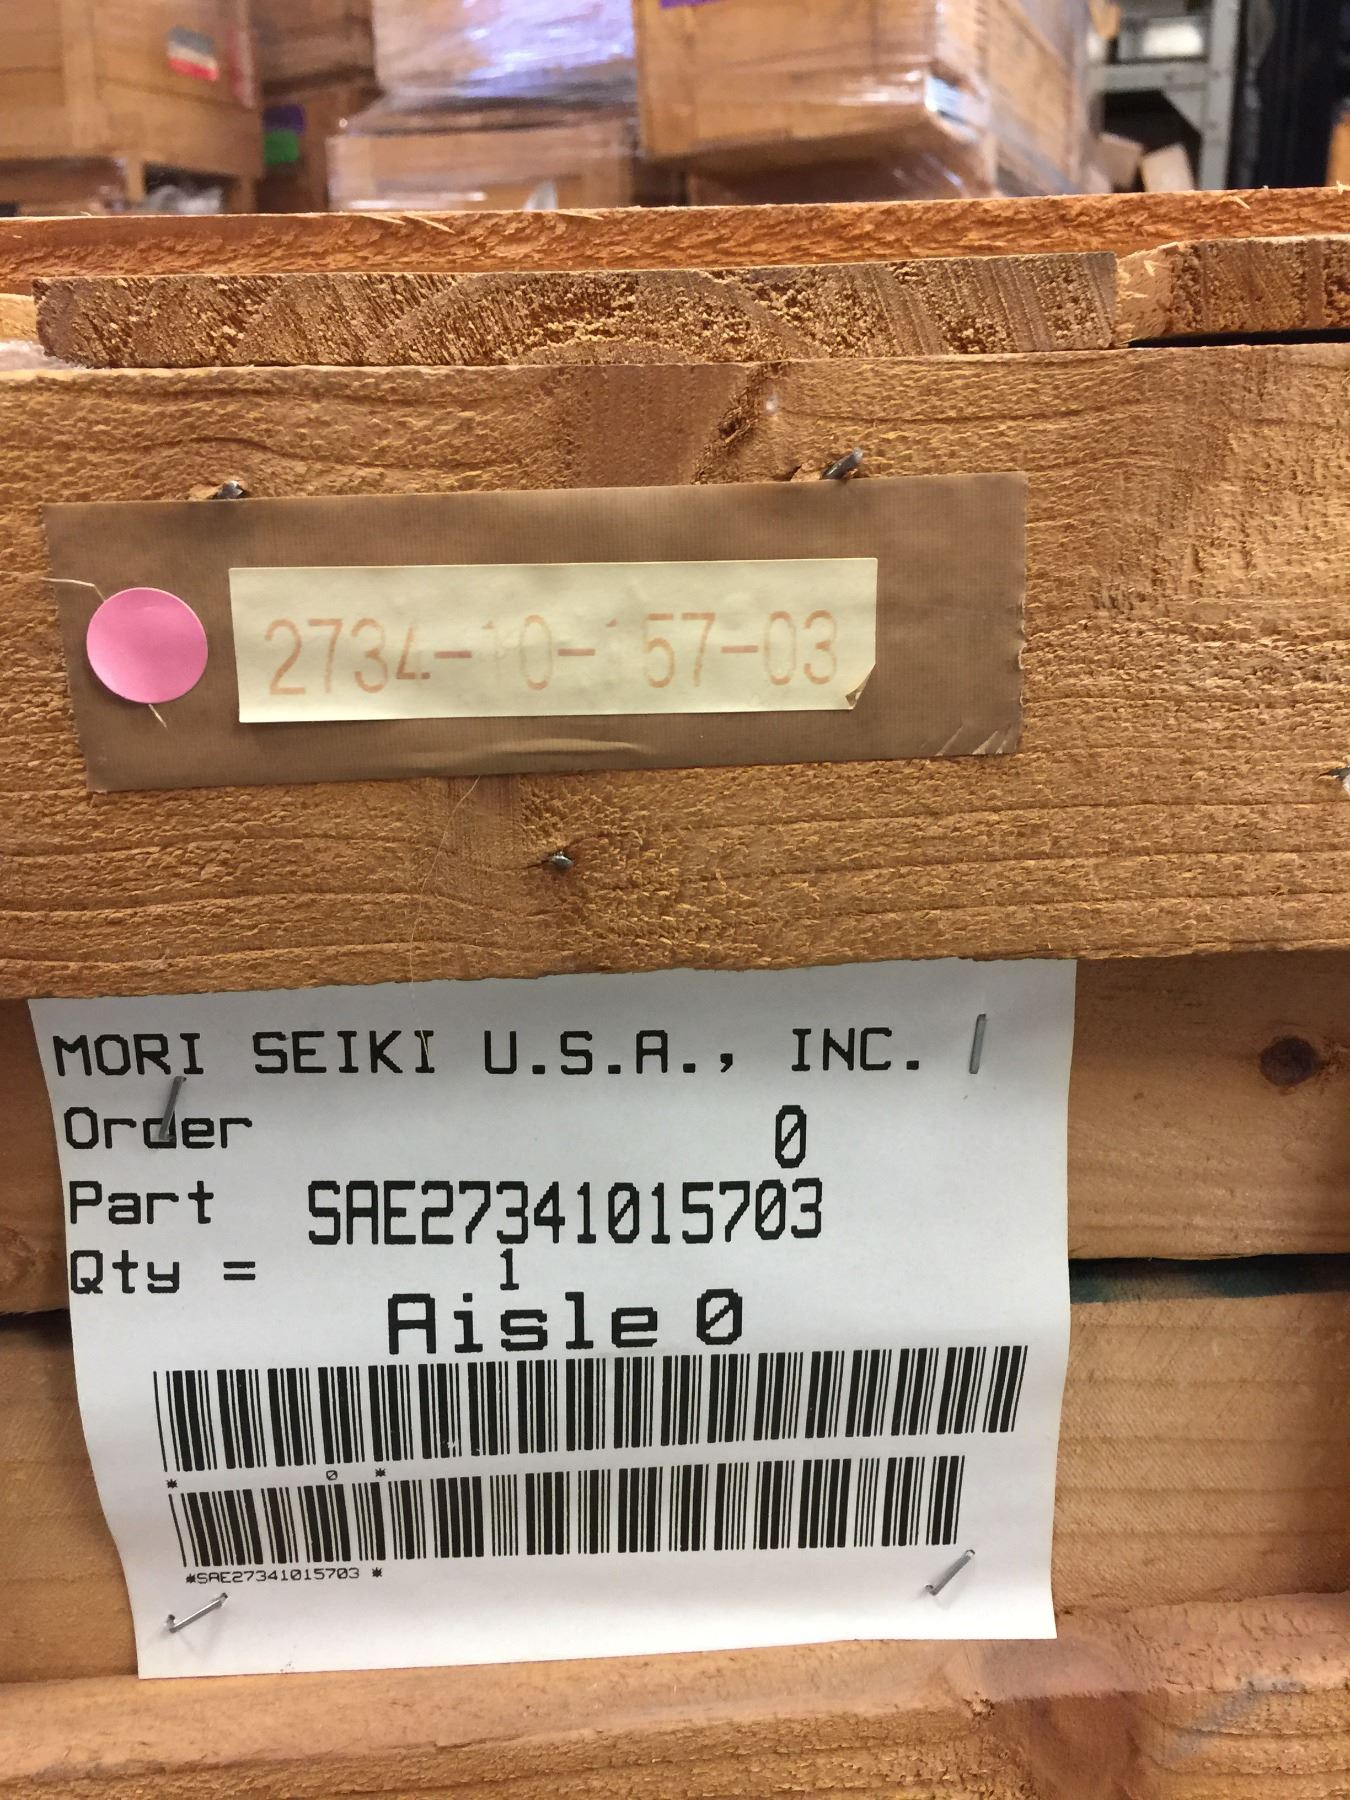 2734-10-157-03
MORI SEIKI U.S.A., INC.
Order 0
Part SAE27341015703
Qty = 1
Aisle 0
* 0 *
*SAE27341015703 *